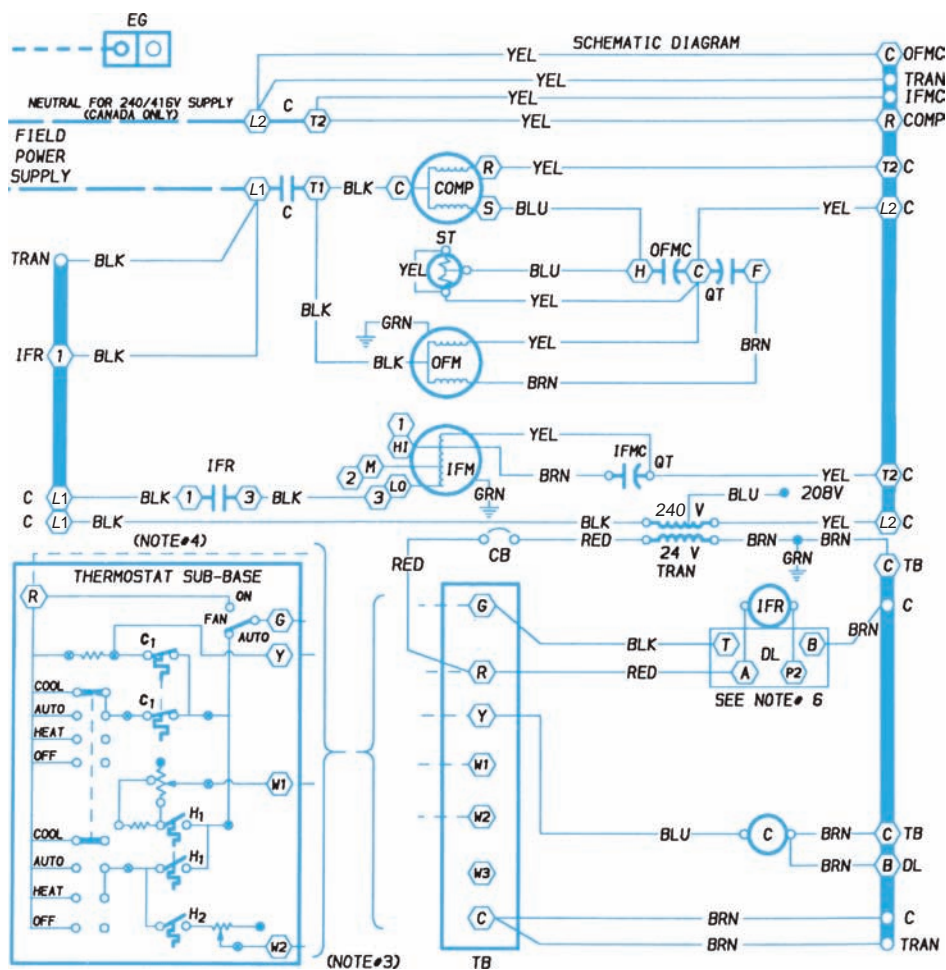 EG
SCHEMATIC DIAGRAM
YEL
C OFMC
YEL
TRAN
NEUTRAL FOR 240/416V SUPPLY
(CANADA ONLY)
C
YEL
IFMC
L2
T2
YEL
R COMP
FIELD
POWER
SUPPLY
L1
C
T1
BLK
C
COMP
R
YEL
T2 C
S
BLU
YEL
L2 C
ST
OFMC
TRAN
BLK
YEL
BLU
H
C
F
QT
YEL
BLK
GRN
YEL
BRN
IFR
1
BLK
BLK
OFM
BRN
1
HI
YEL
IFR
M
2
IFM
BRN
IFMC
QT
YEL
T2 C
C
L1
BLK
1
3
BLK
3
LO
GRN
BLU
208V
C
L1
BLK
BLK
240 V
YEL
L2 C
(NOTE#4)
CB
RED
24 V
TRAN
BRN
BRN
GRN
RED
C TB
THERMOSTAT SUB-BASE
R
ON
FAN
AUTO
G
Y
C1
C1
COOL
AUTO
HEAT
OFF
W1
H1
COOL
H1
AUTO
HEAT
H2
OFF
W2
(NOTE#3)
G
IFR
C
BLK
T
DL
B
BRN
R
RED
A
P2
SEE NOTE# 6
Y
W1
W2
BLU
C
BRN
C TB
BRN
B DL
W3
C
BRN
C
BRN
TRAN
TB